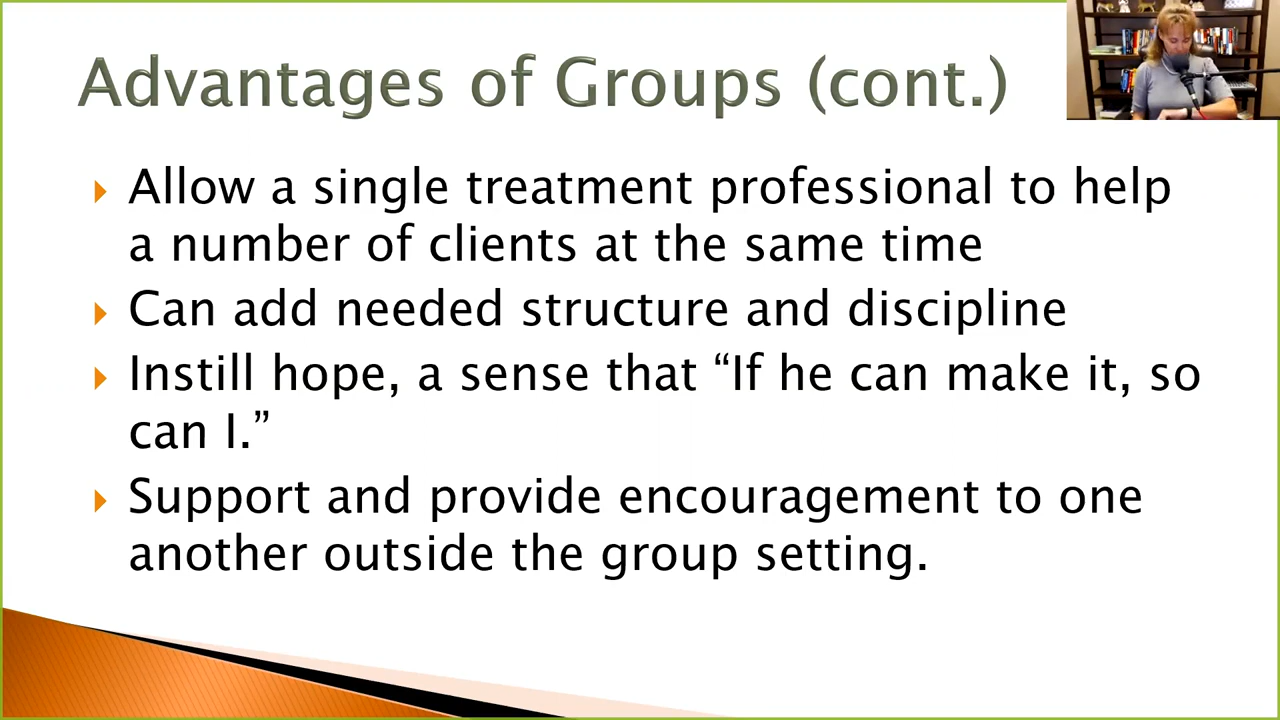 Advantages of Groups (cont.)
Allow a single treatment professional to help
a number of clients at the same time
Can add needed structure and discipline
Instill hope, a sense that “If he can make it, so
can I.”
Support and provide encouragement to one
another outside the group setting.